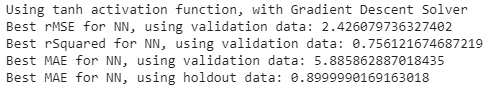 Using tanh activation function, with Gradient Descent Solver
Best rMSE for NN, using validation data: 2.426079736327402
Best rSquared for NN, using validation data: 0.756121674687219
Best MAE for NN, using validation data: 5.885862887018435
Best MAE for NN, using holdout data: 0.8999990169163018